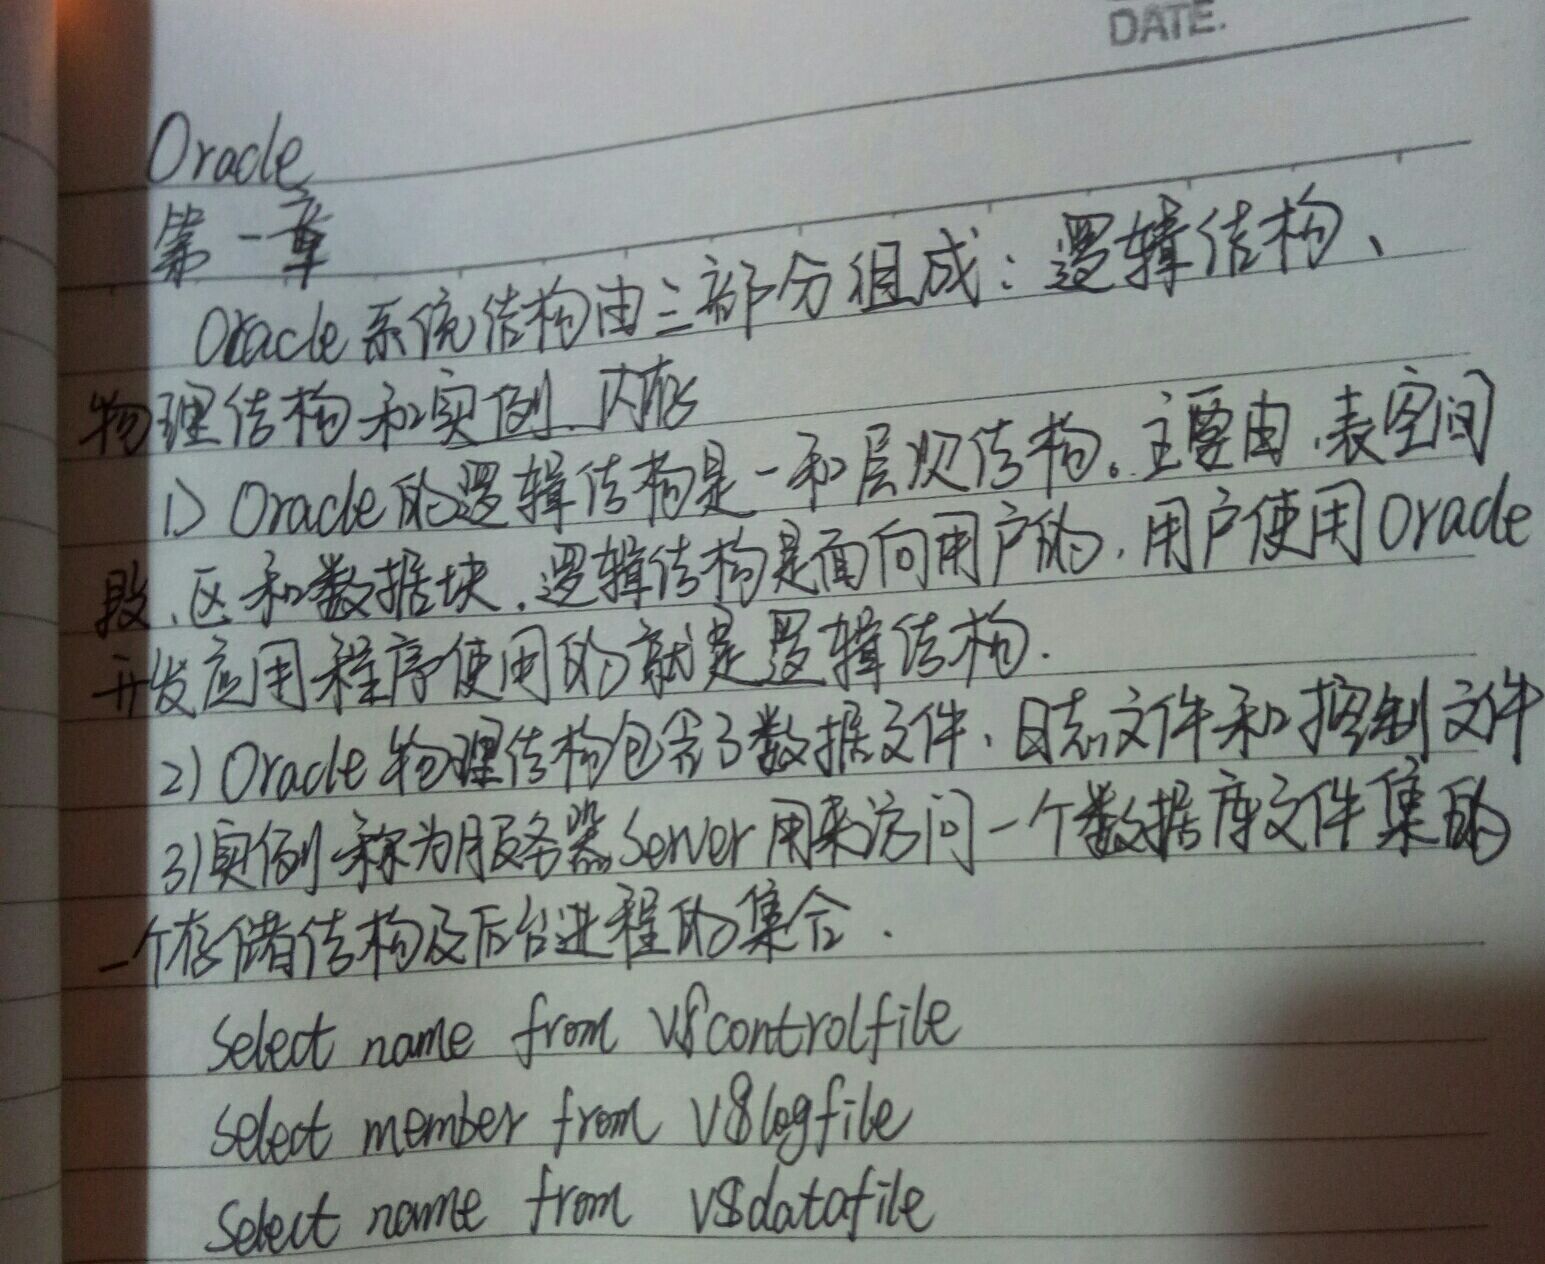 DATE.
Oracle
第一章
Oracle系统结构由三部分组成：逻辑结构、
物理结构和实例.内存
1) Oracle的逻辑结构是一种层次结构。主要由.表空间
段.区和数据块.逻辑结构是面向用户的.用户使用Oracle
开发应用程序使用的就是逻辑结构.
2) Oracle物理结构包含了数据文件、日志文件和控制文件
3)实例称为服务器Server用来访问一个数据库文件集的
一个存储结构及后台进程的集合.
Select name from v$controlfile
Select member from v$logfile
Select name from v$datafile